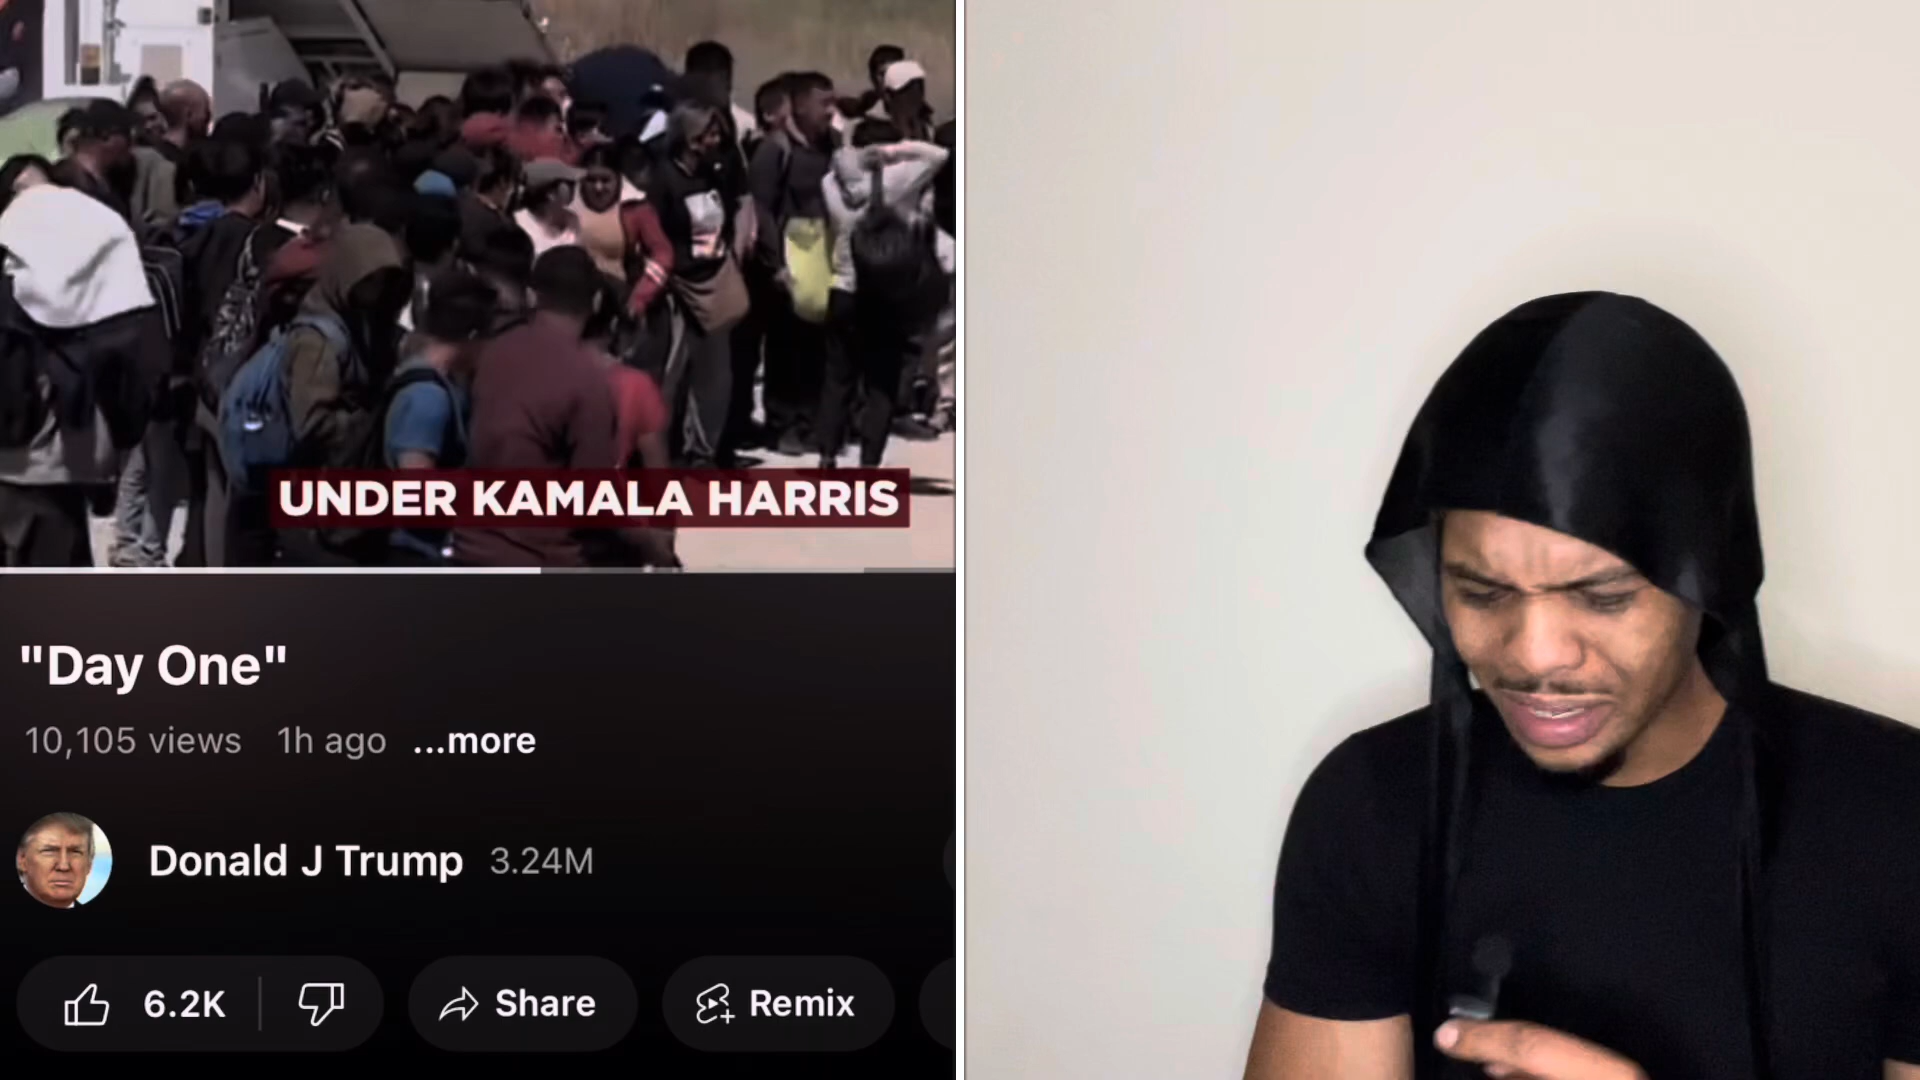 UNDER KAMALA HARRIS
"Day One"
10,105 views 1h ago ...more
Donald J Trump 3.24M
6.2K Share Remix